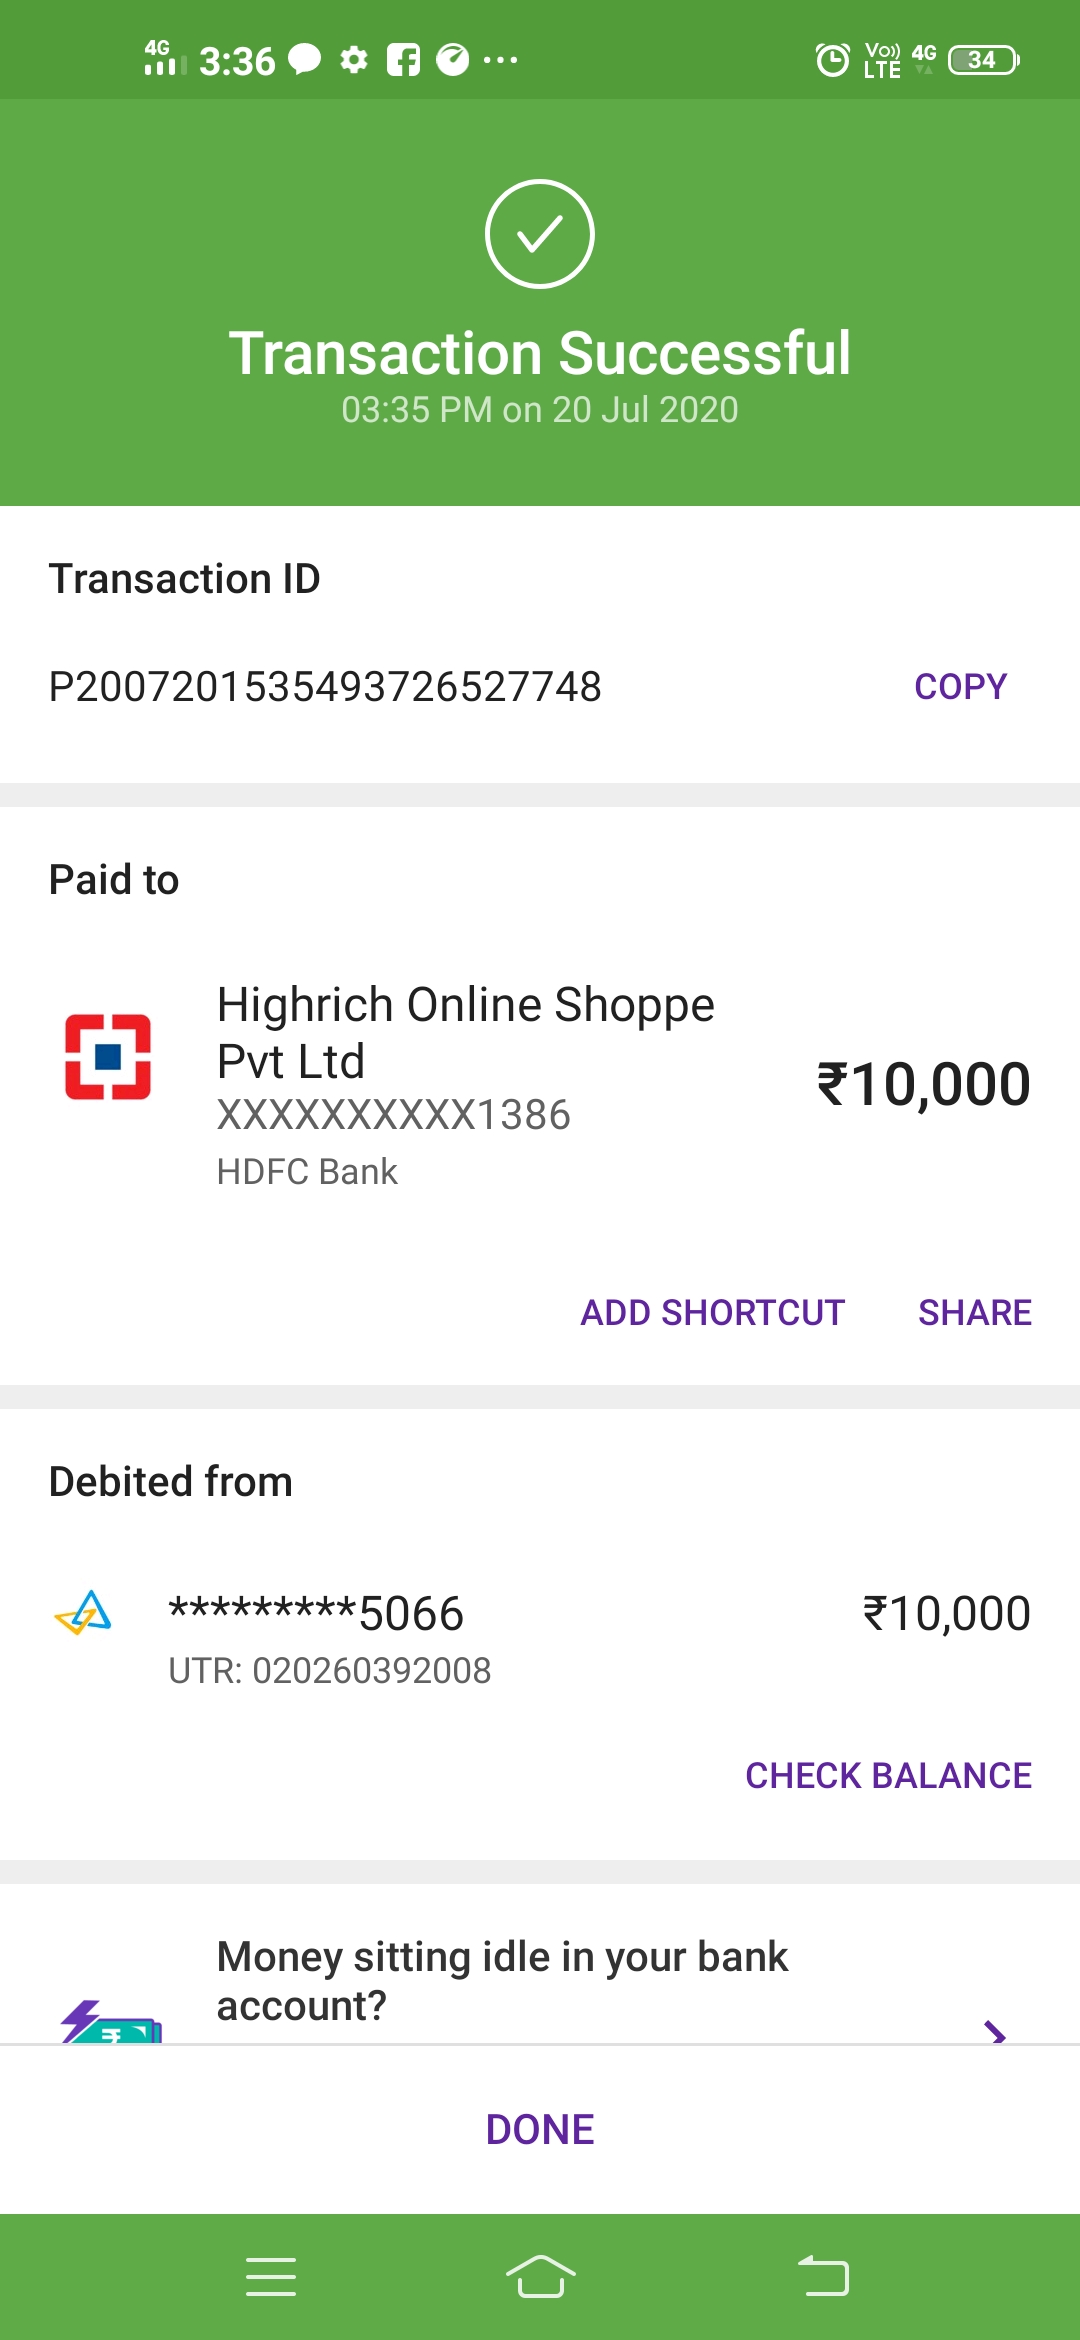 4G 3:36 ... Vo)) LTE 4G 34
Transaction Successful
03:35 PM on 20 Jul 2020
Transaction ID
P2007201535493726527748 COPY
Paid to
Highrich Online Shoppe
Pvt Ltd
XXXXXXXXXX1386
₹10,000
HDFC Bank
ADD SHORTCUT SHARE
Debited from
*********5066 ₹10,000
UTR: 020260392008
CHECK BALANCE
Money sitting idle in your bank
account?
₹
DONE